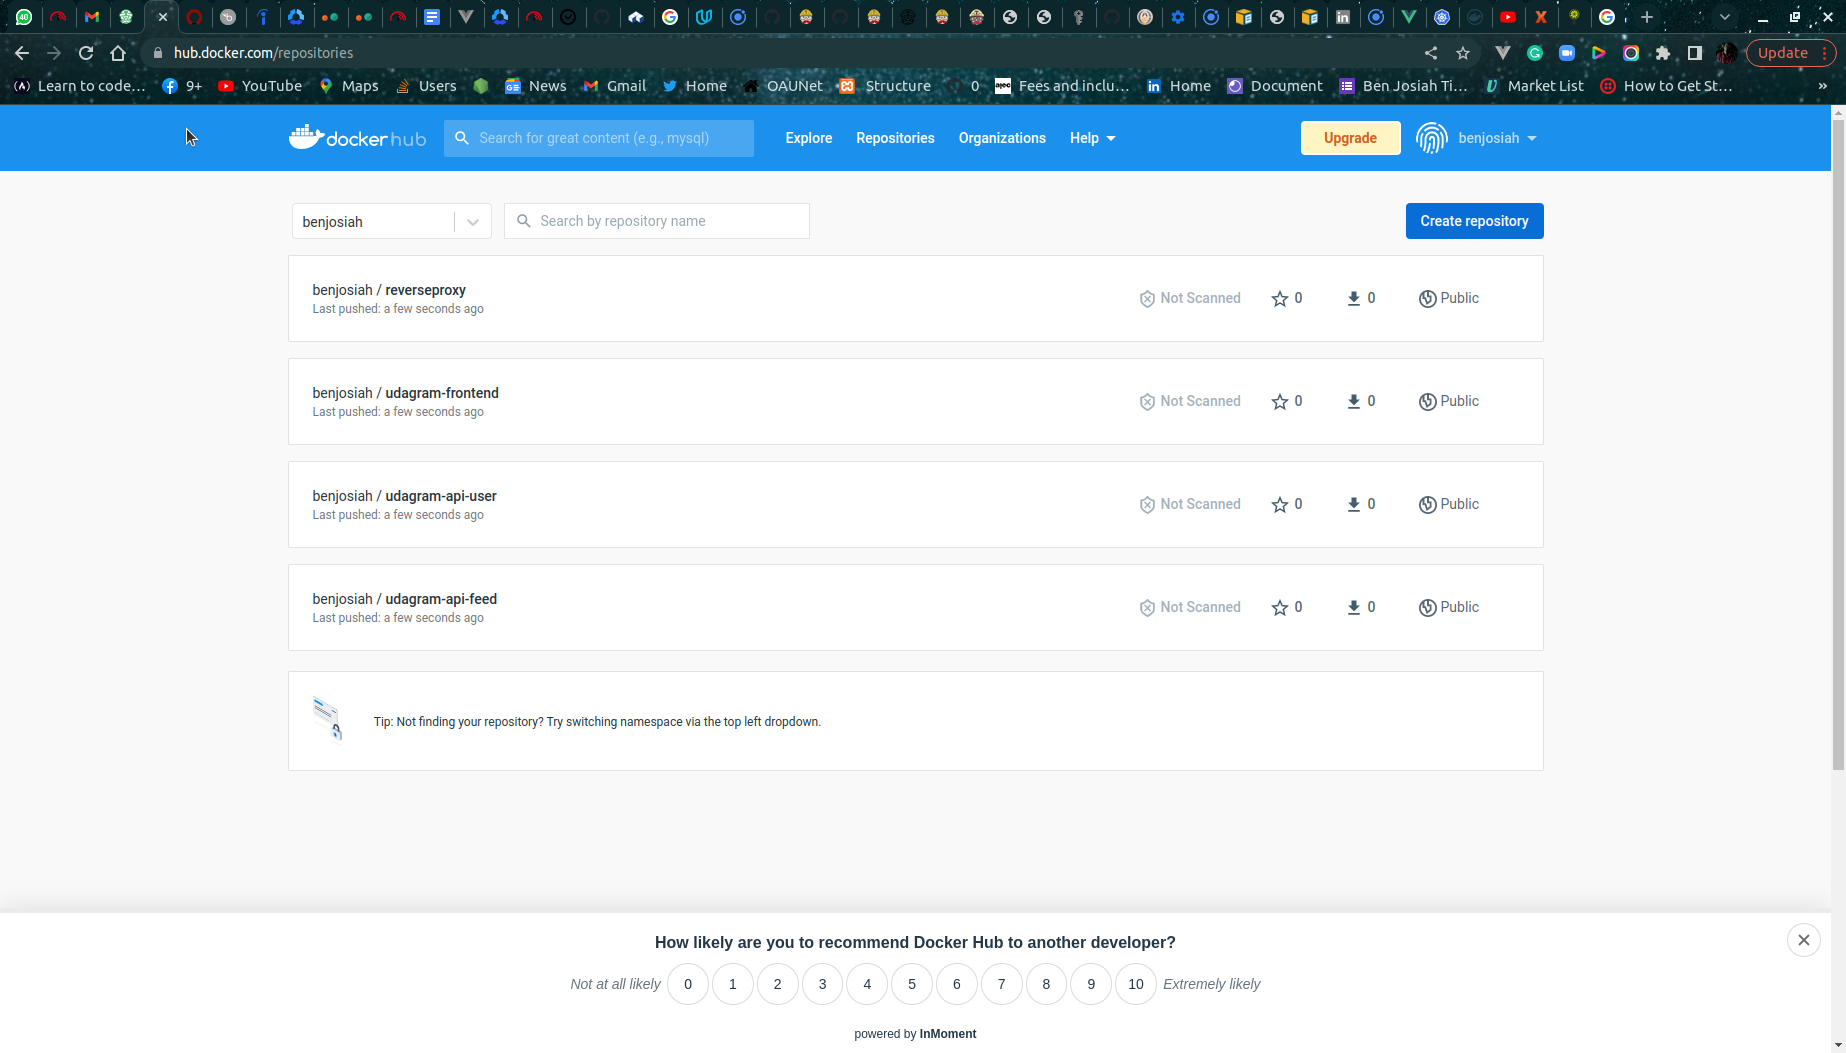 hub.docker.com/repositories
Update
Learn to code...
9+
YouTube
Maps
Users
News
Gmail
Home
OAUNet
Structure
0
Fees and inclu...
Home
Document
Ben Josiah Ti...
Market List
How to Get St...
»
docker hub
Search for great content (e.g., mysql)
Explore
Repositories
Organizations
Help
Upgrade
benjosiah
benjosiah
Search by repository name
Create repository
benjosiah / reverseproxy
Last pushed: a few seconds ago
Not Scanned
0
0
Public
benjosiah / udagram-frontend
Last pushed: a few seconds ago
Not Scanned
0
0
Public
benjosiah / udagram-api-user
Last pushed: a few seconds ago
Not Scanned
0
0
Public
benjosiah / udagram-api-feed
Last pushed: a few seconds ago
Not Scanned
0
0
Public
Tip: Not finding your repository? Try switching namespace via the top left dropdown.
How likely are you to recommend Docker Hub to another developer?
Not at all likely 0 1 2 3 4 5 6 7 8 9 10 Extremely likely
powered by InMoment